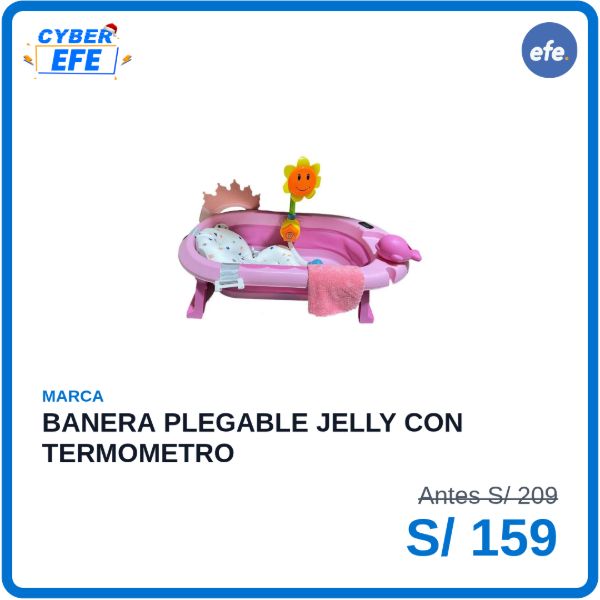 CYBER
EFE
efe.
MARCA
BANERA PLEGABLE JELLY CON
TERMOMETRO
Antes S/ 209
S/ 159